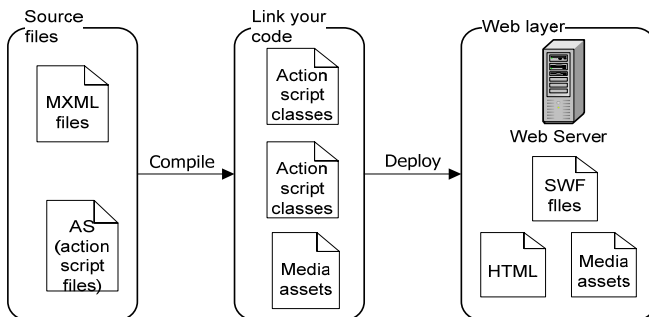 Source
files
MXML
files
AS
(action
script
files)
Compile
Link your
code
Action
script
classes
Action
script
classes
Media
assets
Deploy
Web layer
Web Server
SWF
fIles
HTML
Media
assets